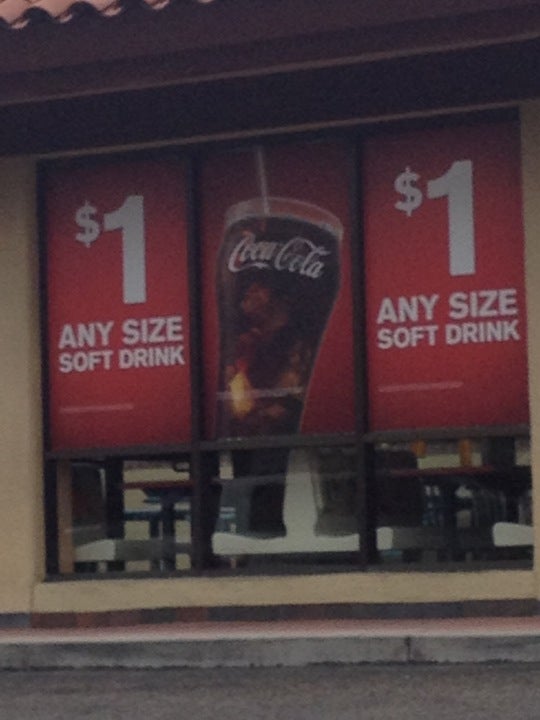 $1
ANY SIZE
SOFT DRINK
Coca-Cola
$1
ANY SIZE
SOFT DRINK